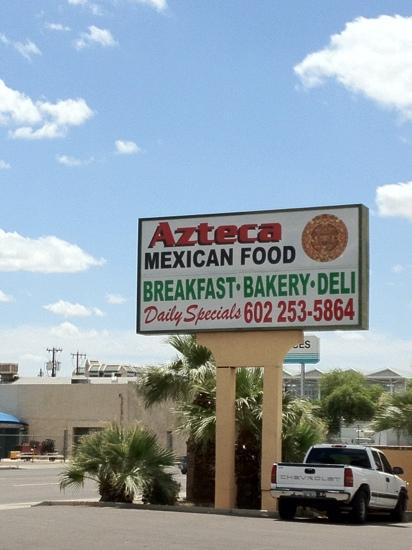 Azteca
MEXICAN FOOD
BREAKFAST·BAKERY·DELI
Daily Specials 602 253-5864
CHEVROLET